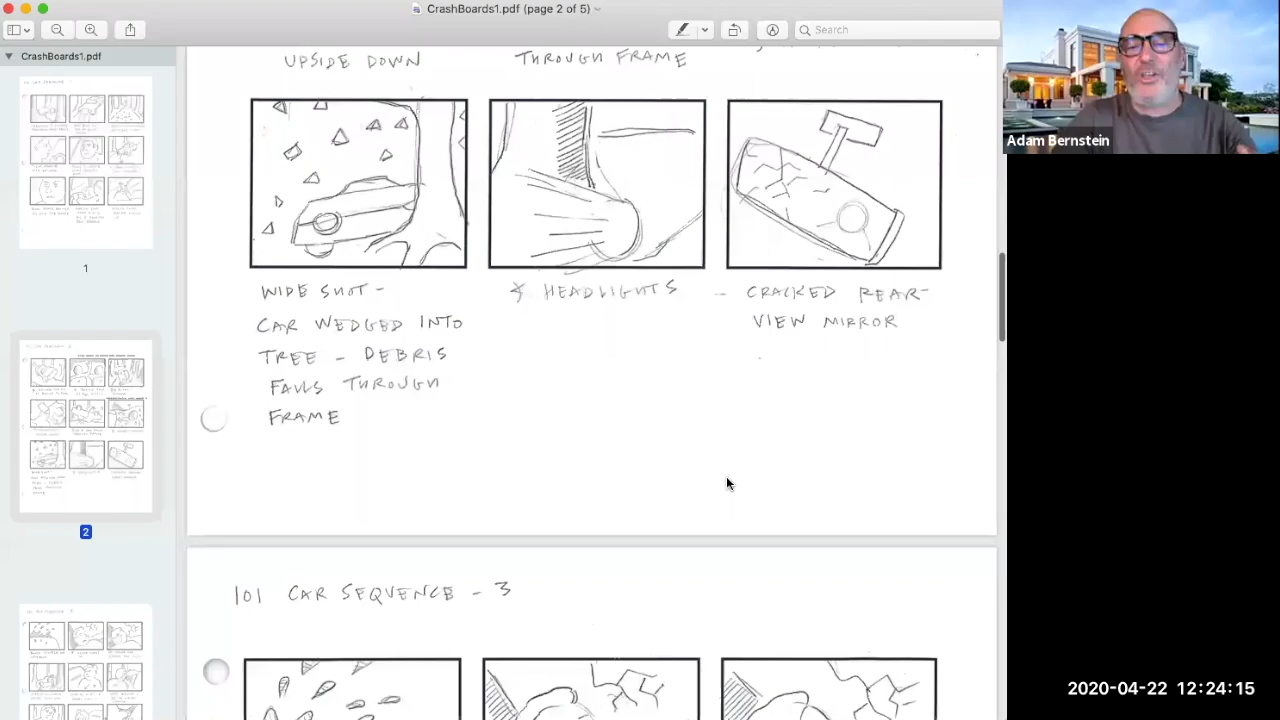 CrashBoards1.pdf (page 2 of 5)
Search
CrashBoards1.pdf
1
2
UPSIDE DOWN
THROUGH FRAME
WIDE SHOT -
CAR WEDGED INTO
TREE - DEBRIS
FALLS THROUGH
FRAME
* HEADLIGHTS
- CRACKED REAR-
VIEW MIRROR
101 CAR SEQUENCE - 3
Adam Bernstein
2020-04-22 12:24:15